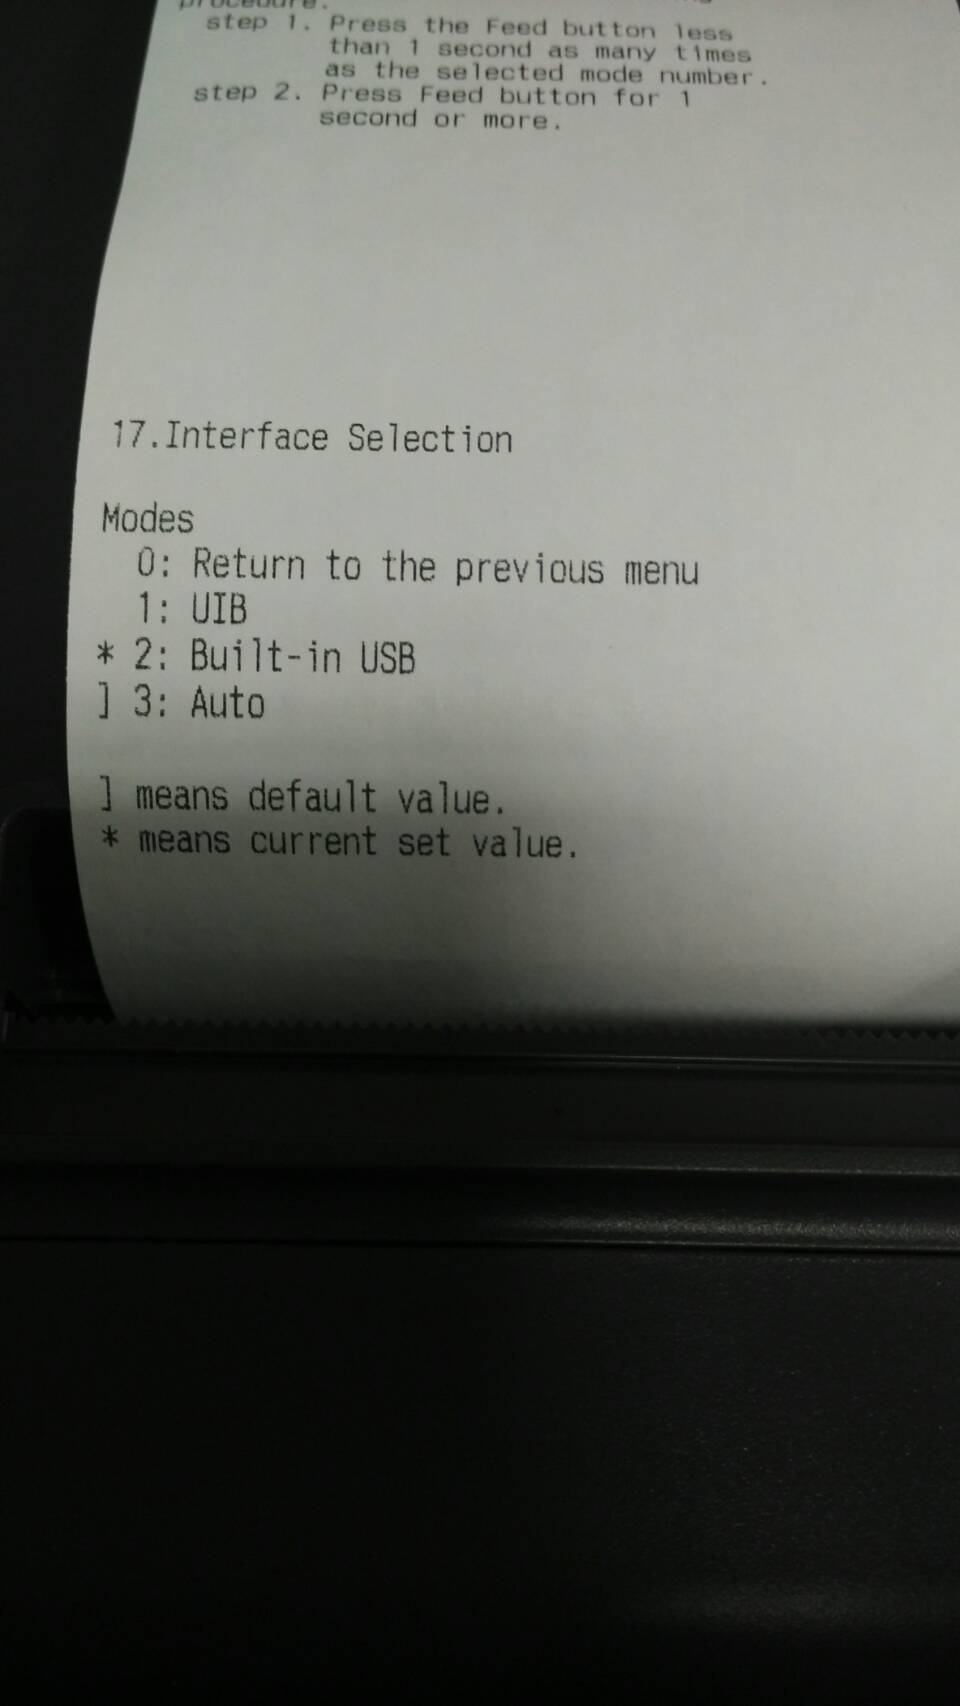 procedure.
step 1. Press the Feed button less
than 1 second as many times
as the selected mode number.
step 2. Press Feed button for 1
second or more.
17.Interface Selection
Modes
0: Return to the previous menu
1: UIB
* 2: Built-in USB
] 3: Auto
] means default value.
* means current set value.